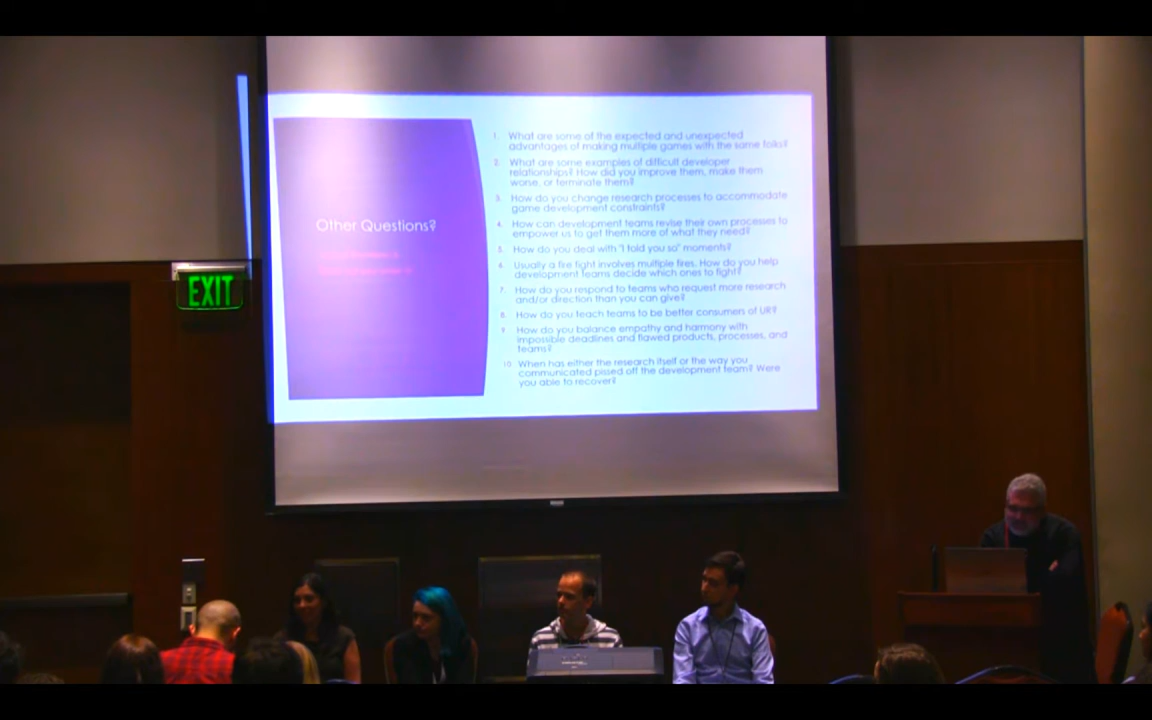 EXIT
Other Questions?
1. What are some of the expected and unexpected
advantages of making multiple games with the same folks?
2. What are some examples of difficult developer
relationships? How did you improve them, make them
worse, or terminate them?
3. How do you change research processes to accommodate
game development constraints?
4. How can development teams revise their own processes to
empower us to get them more of what they need?
5. How do you deal with "I told you so" moments?
6. Usually a fire fight involves multiple fires. How do you help
development teams decide which ones to fight?
7. How do you respond to teams who request more research
and/or direction than you can give?
8. How do you teach teams to be better consumers of UR?
9. How do you balance empathy and harmony with
impossible deadlines and flawed products, processes, and
teams?
10. When has either the research itself or the way you
communicated pissed off the development team? Were
you able to recover?